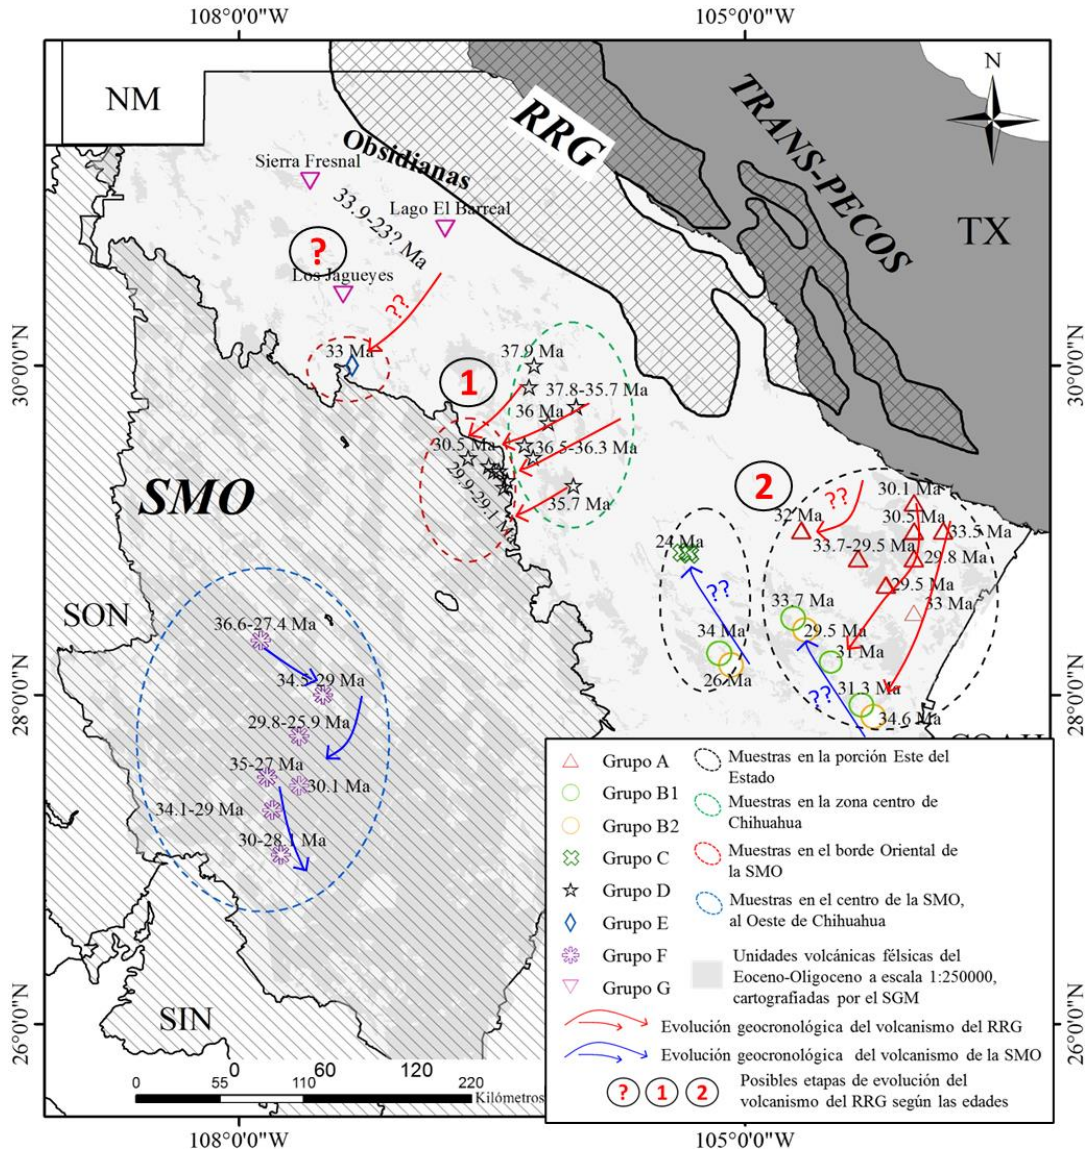 108°0'0"W
105°0'0"W
N
NM
RRG
TRANS-PECOS
TX
Obsidianas
Sierra Fresnal
33.9-23? Ma
Lago El Barreal
?
Los Jagueyes
??
30°0'0"N
30°0'0"N
33 Ma
37.9 Ma
1
37.8-35.7 Ma
36 Ma
30.5 Ma
36.5-36.3 Ma
29.9-29.1 Ma
35.7 Ma
SMO
2
??
30.1 Ma
32 Ma
30.5 Ma
33.5 Ma
24 Ma
33.7-29.5 Ma
29.8 Ma
29.5 Ma
??
33.7 Ma
33 Ma
SON
36.6-27.4 Ma
34 Ma
29.5 Ma
31 Ma
26 Ma
34.5-29 Ma
??
31.3 Ma
28°0'0"N
28°0'0"N
34.6 Ma
29.8-25.9 Ma
35-27 Ma
30.1 Ma
34.1-29 Ma
30-28.1 Ma
SIN
26°0'0"N
26°0'0"N
Grupo A
Grupo B1
Grupo B2
Grupo C
Grupo D
Grupo E
Grupo F
Grupo G
Muestras en la porción Este del
Estado
Muestras en la zona centro de
Chihuahua
Muestras en el borde Oriental de
la SMO
Muestras en el centro de la SMO,
al Oeste de Chihuahua
Unidades volcánicas félsicas del
Eoceno-Oligoceno a escala 1:250000,
cartografiadas por el SGM
Evolución geocronológica del volcanismo del RRG
Evolución geocronológica del volcanismo de la SMO
? 1 2
Posibles etapas de evolución del
volcanismo del RRG según las edades
0 60 120
0 55 110 220
Kilómetros
108°0'0"W
105°0'0"W